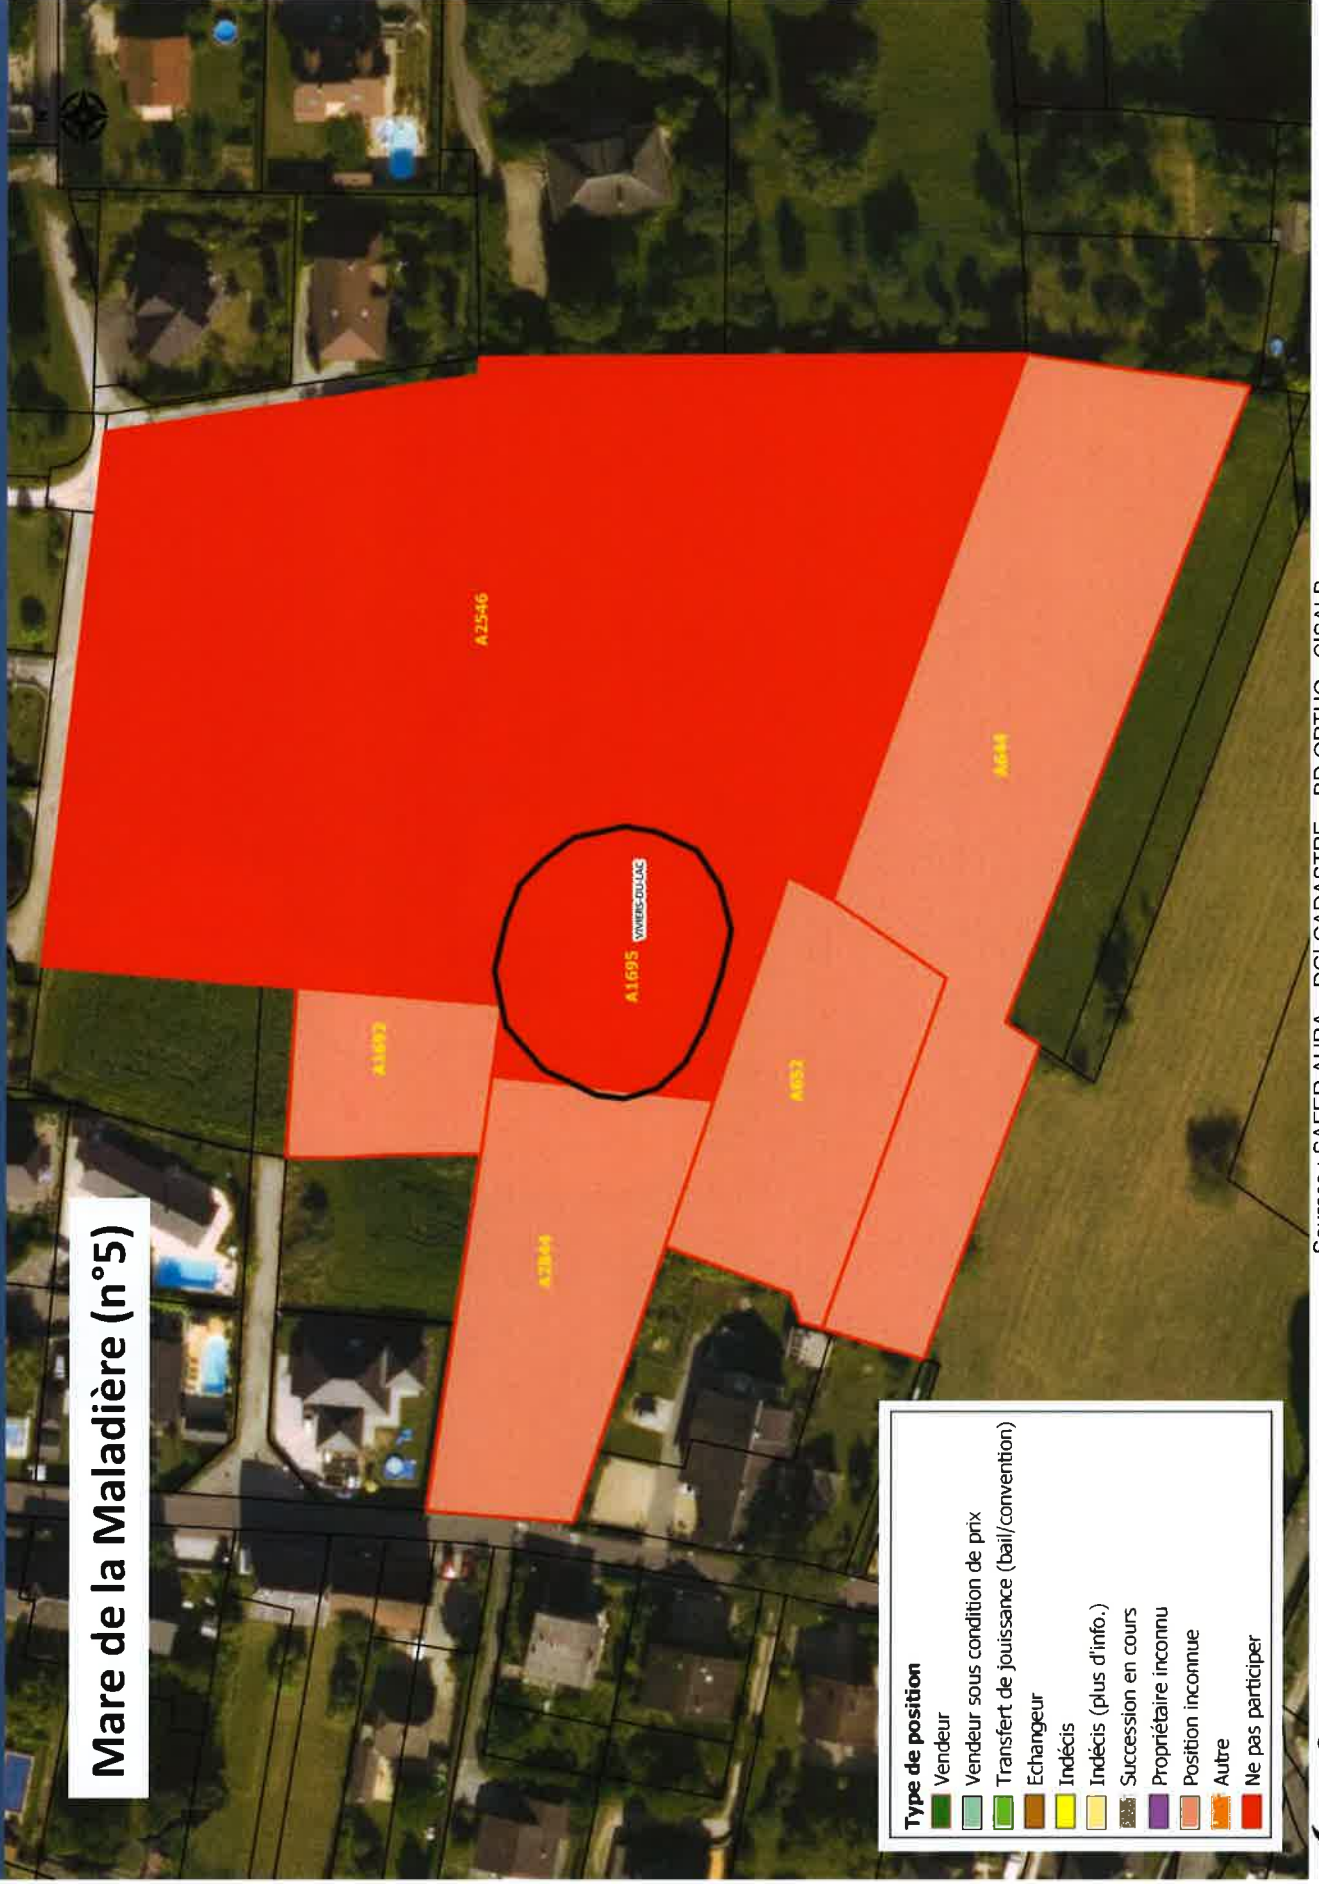 Mare de la Maladière (n°5)
N
A2546
A1692
A1695
VIVIERS-DU-LAC
A2844
A652
A644
Type de position
Vendeur
Vendeur sous condition de prix
Transfert de jouissance (bail/convention)
Echangeur
Indécis
Indécis (plus d'info.)
Succession en cours
Propriétaire inconnu
Position inconnue
Autre
Ne pas participer